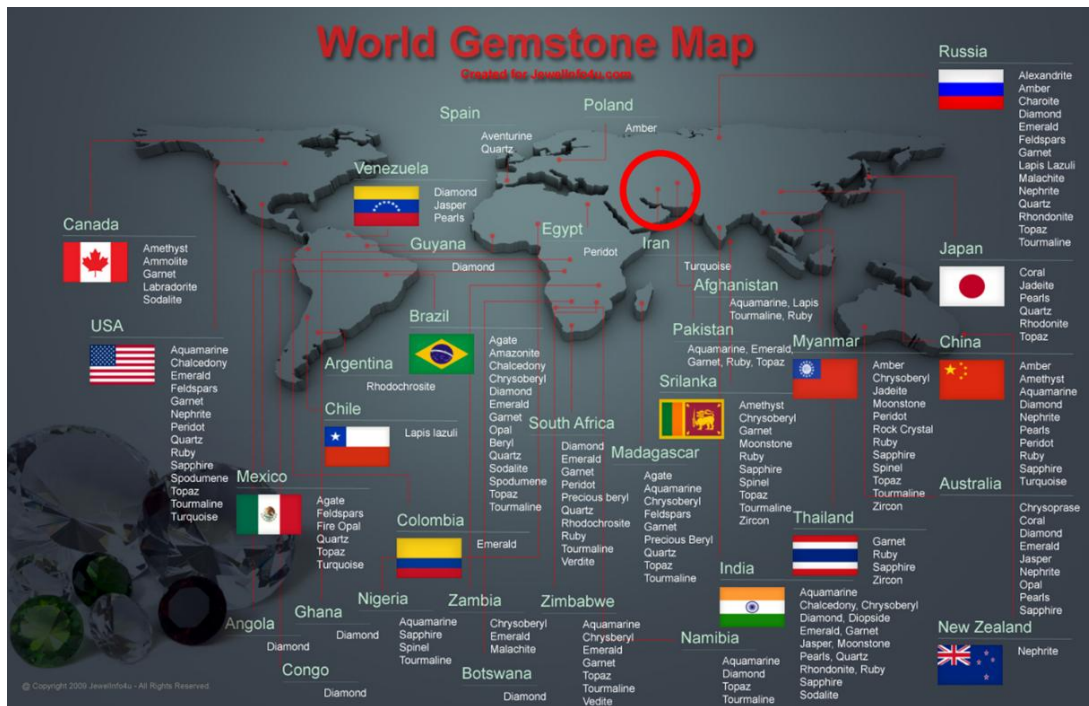 World Gemstone Map
Created for JewelInfo4u.com
Russia
Alexandrite
Amber
Charoite
Diamond
Emerald
Feldspars
Garnet
Lapis Lazuli
Malachite
Nephrite
Quartz
Rhondonite
Topaz
Tourmaline
Poland
Amber
Spain
Aventurine
Quartz
Venezuela
Diamond
Jasper
Pearls
Canada
Amethyst
Ammolite
Garnet
Labradorite
Sodalite
Guyana
Diamond
Egypt
Peridot
Iran
Turquoise
Afghanistan
Aquamarine, Lapis
Tourmaline, Ruby
Japan
Coral
Jadeite
Pearls
Quartz
Rhodonite
Topaz
USA
Aquamarine
Chalcedony
Emerald
Feldspars
Garnet
Nephrite
Peridot
Quartz
Ruby
Sapphire
Spodumene
Topaz
Tourmaline
Turquoise
Brazil
Agate
Amazonite
Chalcedony
Chrysoberyl
Diamond
Emerald
Garnet
Opal
Beryl
Quartz
Sodalite
Spodumene
Topaz
Tourmaline
Pakistan
Aquamarine, Emerald,
Garnet, Ruby, Topaz
Myanmar
Amber
Chrysoberyl
Jadeite
Moonstone
Peridot
Rock Crystal
Ruby
Sapphire
Spinel
Topaz
Tourmaline
Zircon
China
Amber
Amethyst
Aquamarine
Diamond
Nephrite
Pearls
Peridot
Ruby
Sapphire
Turquoise
Argentina
Rhodochrosite
Chile
Lapis lazuli
Srilanka
Amethyst
Chrysoberyl
Garnet
Moonstone
Ruby
Sapphire
Spinel
Topaz
Tourmaline
Zircon
South Africa
Diamond
Emerald
Garnet
Peridot
Precious beryl
Quartz
Rhodochrosite
Ruby
Tourmaline
Verdite
Madagascar
Agate
Aquamarine
Chrysoberyl
Feldspars
Garnet
Precious Beryl
Quartz
Topaz
Tourmaline
Mexico
Agate
Feldspars
Fire Opal
Quartz
Topaz
Turquoise
Australia
Chrysoprase
Coral
Diamond
Emerald
Jasper
Nephrite
Opal
Pearls
Sapphire
Colombia
Emerald
Thailand
Garnet
Ruby
Sapphire
Zircon
India
Aquamarine
Chalcedony, Chrysoberyl
Diamond, Diopside
Emerald, Garnet
Jasper, Moonstone
Pearls, Quartz
Rhondonite, Ruby
Sapphire
Sodalite
Angola
Diamond
Ghana
Diamond
Nigeria
Aquamarine
Sapphire
Spinel
Tourmaline
Zambia
Chrysoberyl
Emerald
Malachite
Zimbabwe
Aquamarine
Chrysberyl
Emerald
Garnet
Topaz
Tourmaline
Vedite
Namibia
Aquamarine
Diamond
Topaz
Tourmaline
New Zealand
Nephrite
Congo
Diamond
Botswana
Diamond
@ Copyright 2009 JewelInfo4u - All Rights Reserved